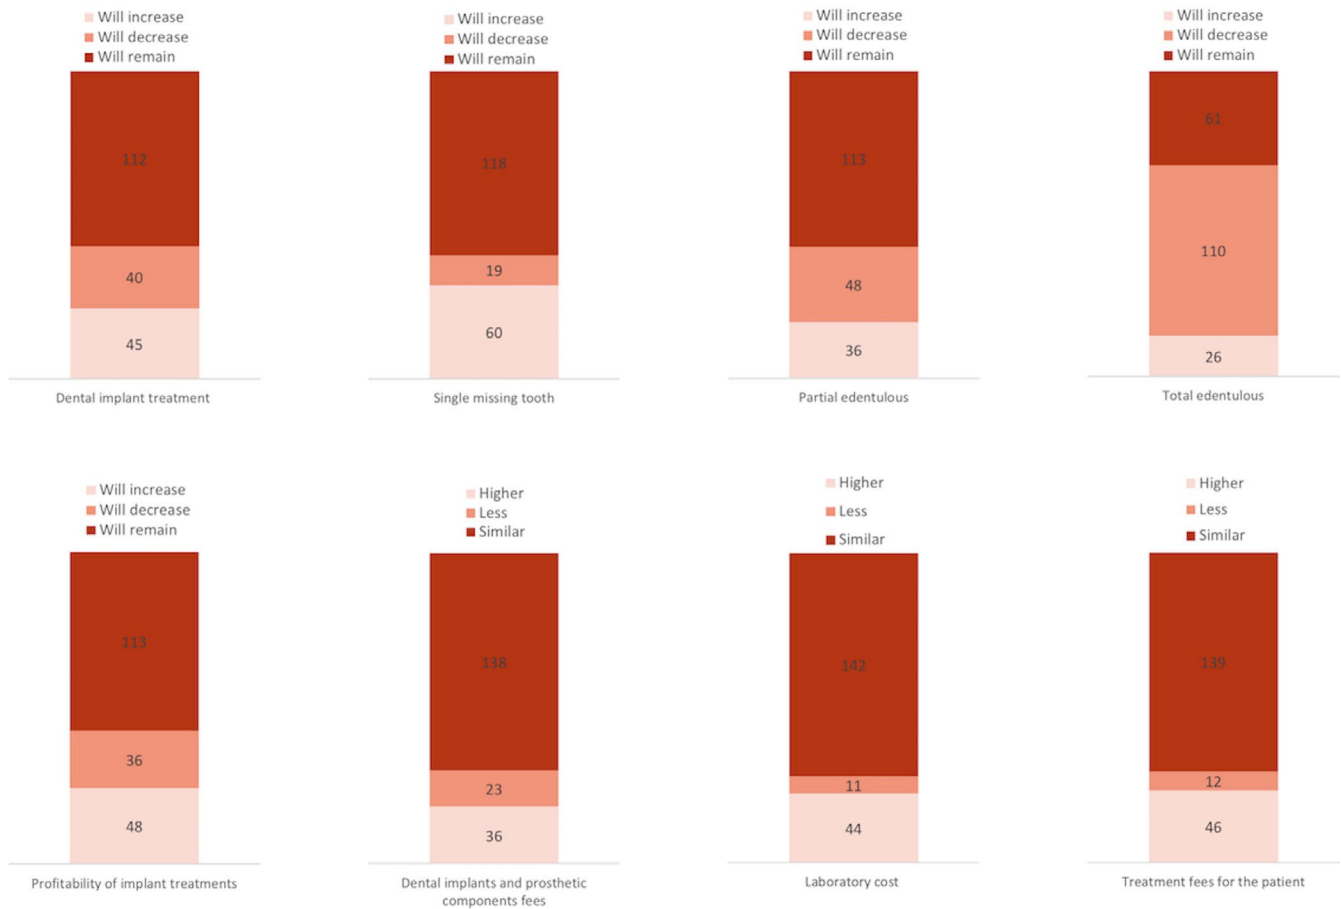 Will increase
Will decrease
Will remain
112
40
45
Dental implant treatment
Will increase
Will decrease
Will remain
118
19
60
Single missing tooth
Will increase
Will decrease
Will remain
113
48
36
Partial edentulous
Will increase
Will decrease
Will remain
61
110
26
Total edentulous
Will increase
Will decrease
Will remain
113
36
48
Profitability of implant treatments
Higher
Less
Similar
138
23
36
Dental implants and prosthetic
components fees
Higher
Less
Similar
142
11
44
Laboratory cost
Higher
Less
Similar
139
12
46
Treatment fees for the patient